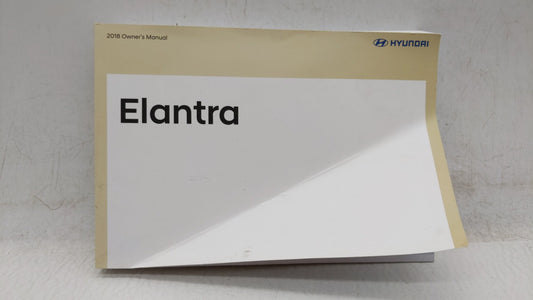 2018 Owner's Manual
HYUNDAI
Elantra